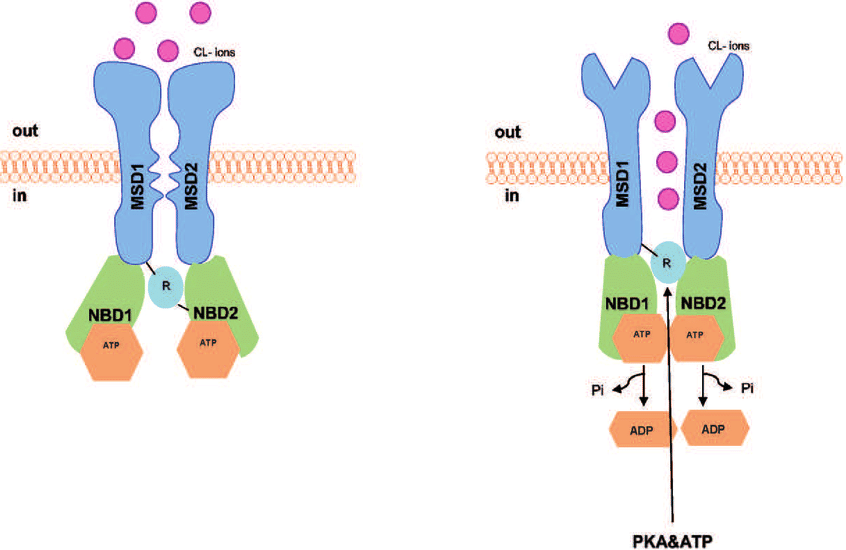 CL- ions
out
in
MSD1
MSD2
R
NBD1
NBD2
ATP
ATP
CL- ions
out
in
MSD1
MSD2
R
NBD1
NBD2
ATP
ATP
Pi
Pi
ADP
ADP
PKA&ATP